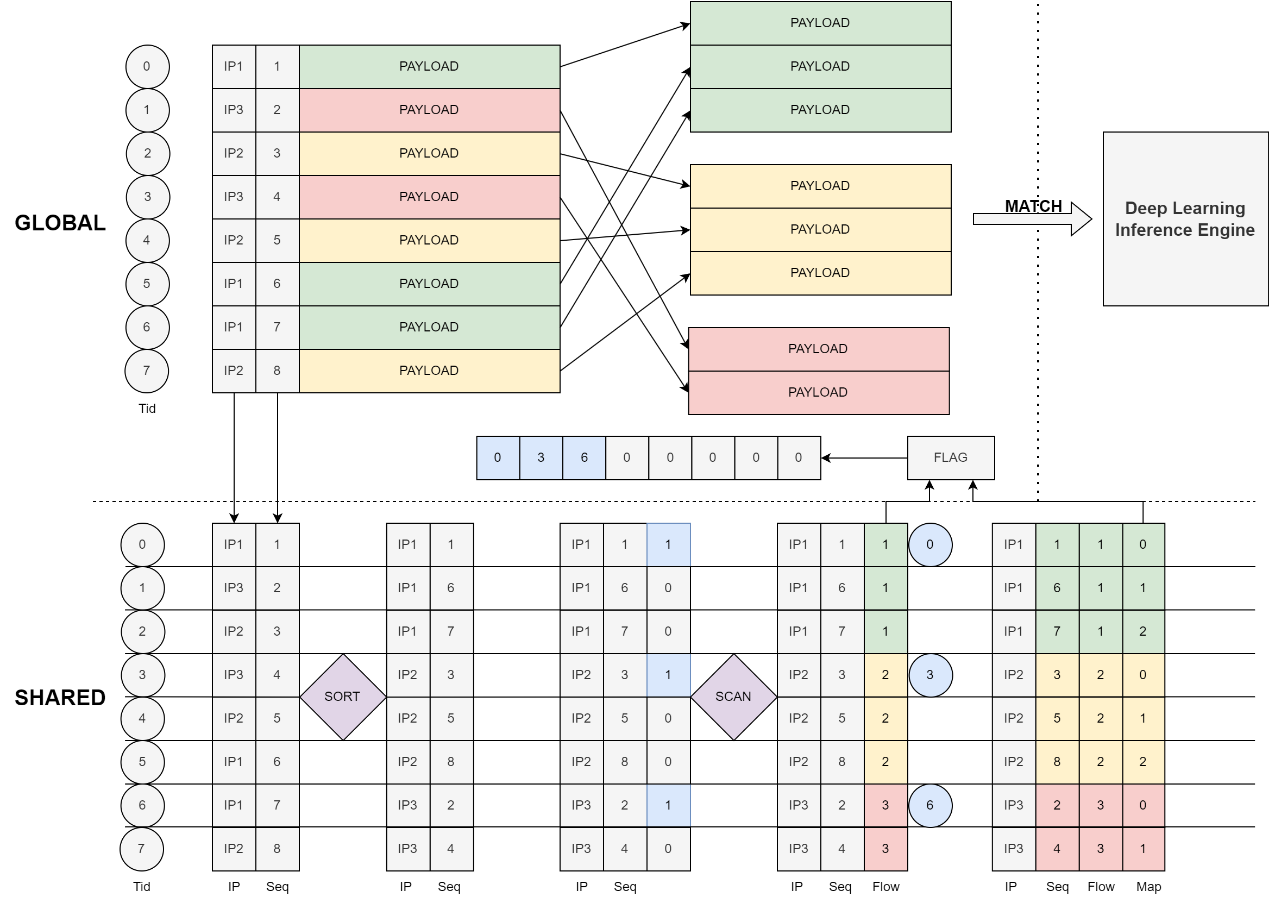 PAYLOAD
0 IP1 1 PAYLOAD PAYLOAD
1 IP3 2 PAYLOAD PAYLOAD
2 IP2 3 PAYLOAD
3 IP3 4 PAYLOAD PAYLOAD
MATCH
Deep Learning
Inference Engine
GLOBAL
4 IP2 5 PAYLOAD PAYLOAD
5 IP1 6 PAYLOAD PAYLOAD
6 IP1 7 PAYLOAD PAYLOAD
7 IP2 8 PAYLOAD PAYLOAD
Tid
0 3 6 0 0 0 0 0 FLAG
0 IP1 1 IP1 1 IP1 1 1 IP1 1 1 0 IP1 1 1 0
1 IP3 2 IP1 6 IP1 6 0 IP1 6 1 IP1 6 1 1
2 IP2 3 IP1 7 IP1 7 0 IP1 7 1 IP1 7 1 2
3 IP3 4 IP2 3 IP2 3 1 IP2 3 2 3 IP2 3 2 0
SHARED SORT SCAN
4 IP2 5 IP2 5 IP2 5 0 IP2 5 2 IP2 5 2 1
5 IP1 6 IP2 8 IP2 8 0 IP2 8 2 IP2 8 2 2
6 IP1 7 IP3 2 IP3 2 1 IP3 2 3 6 IP3 2 3 0
7 IP2 8 IP3 4 IP3 4 0 IP3 4 3 IP3 4 3 1
Tid IP Seq IP Seq IP Seq IP Seq Flow IP Seq Flow Map